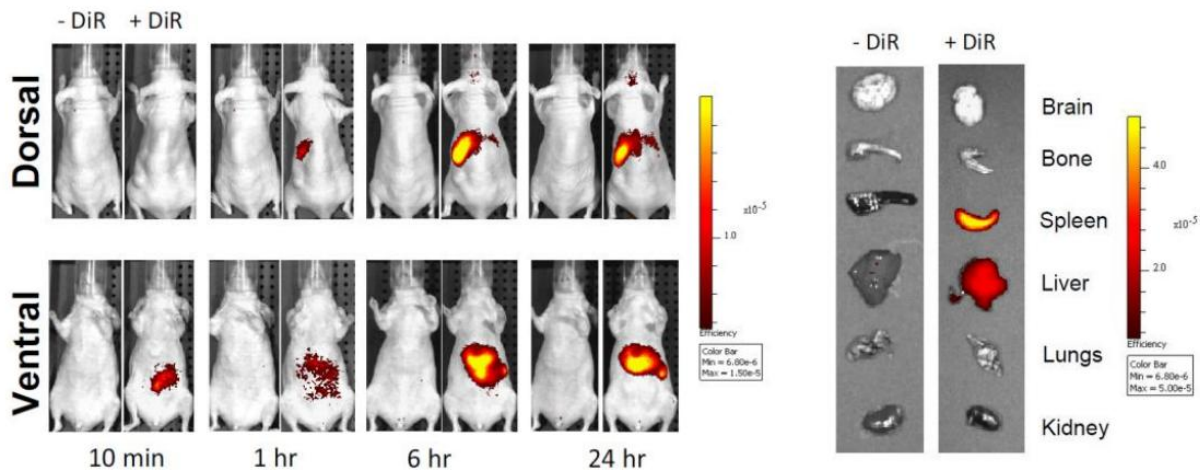 - DiR + DiR
Dorsal
Ventral
10 min 1 hr 6 hr 24 hr
1.0
x10-5
Efficiency
Color Bar
Min = 6.80e-6
Max = 1.50e-5
- DiR + DiR
Brain
Bone
Spleen
Liver
Lungs
Kidney
4.0
x10-5
2.0
Efficiency
Color Bar
Min = 6.80e-6
Max = 5.00e-5